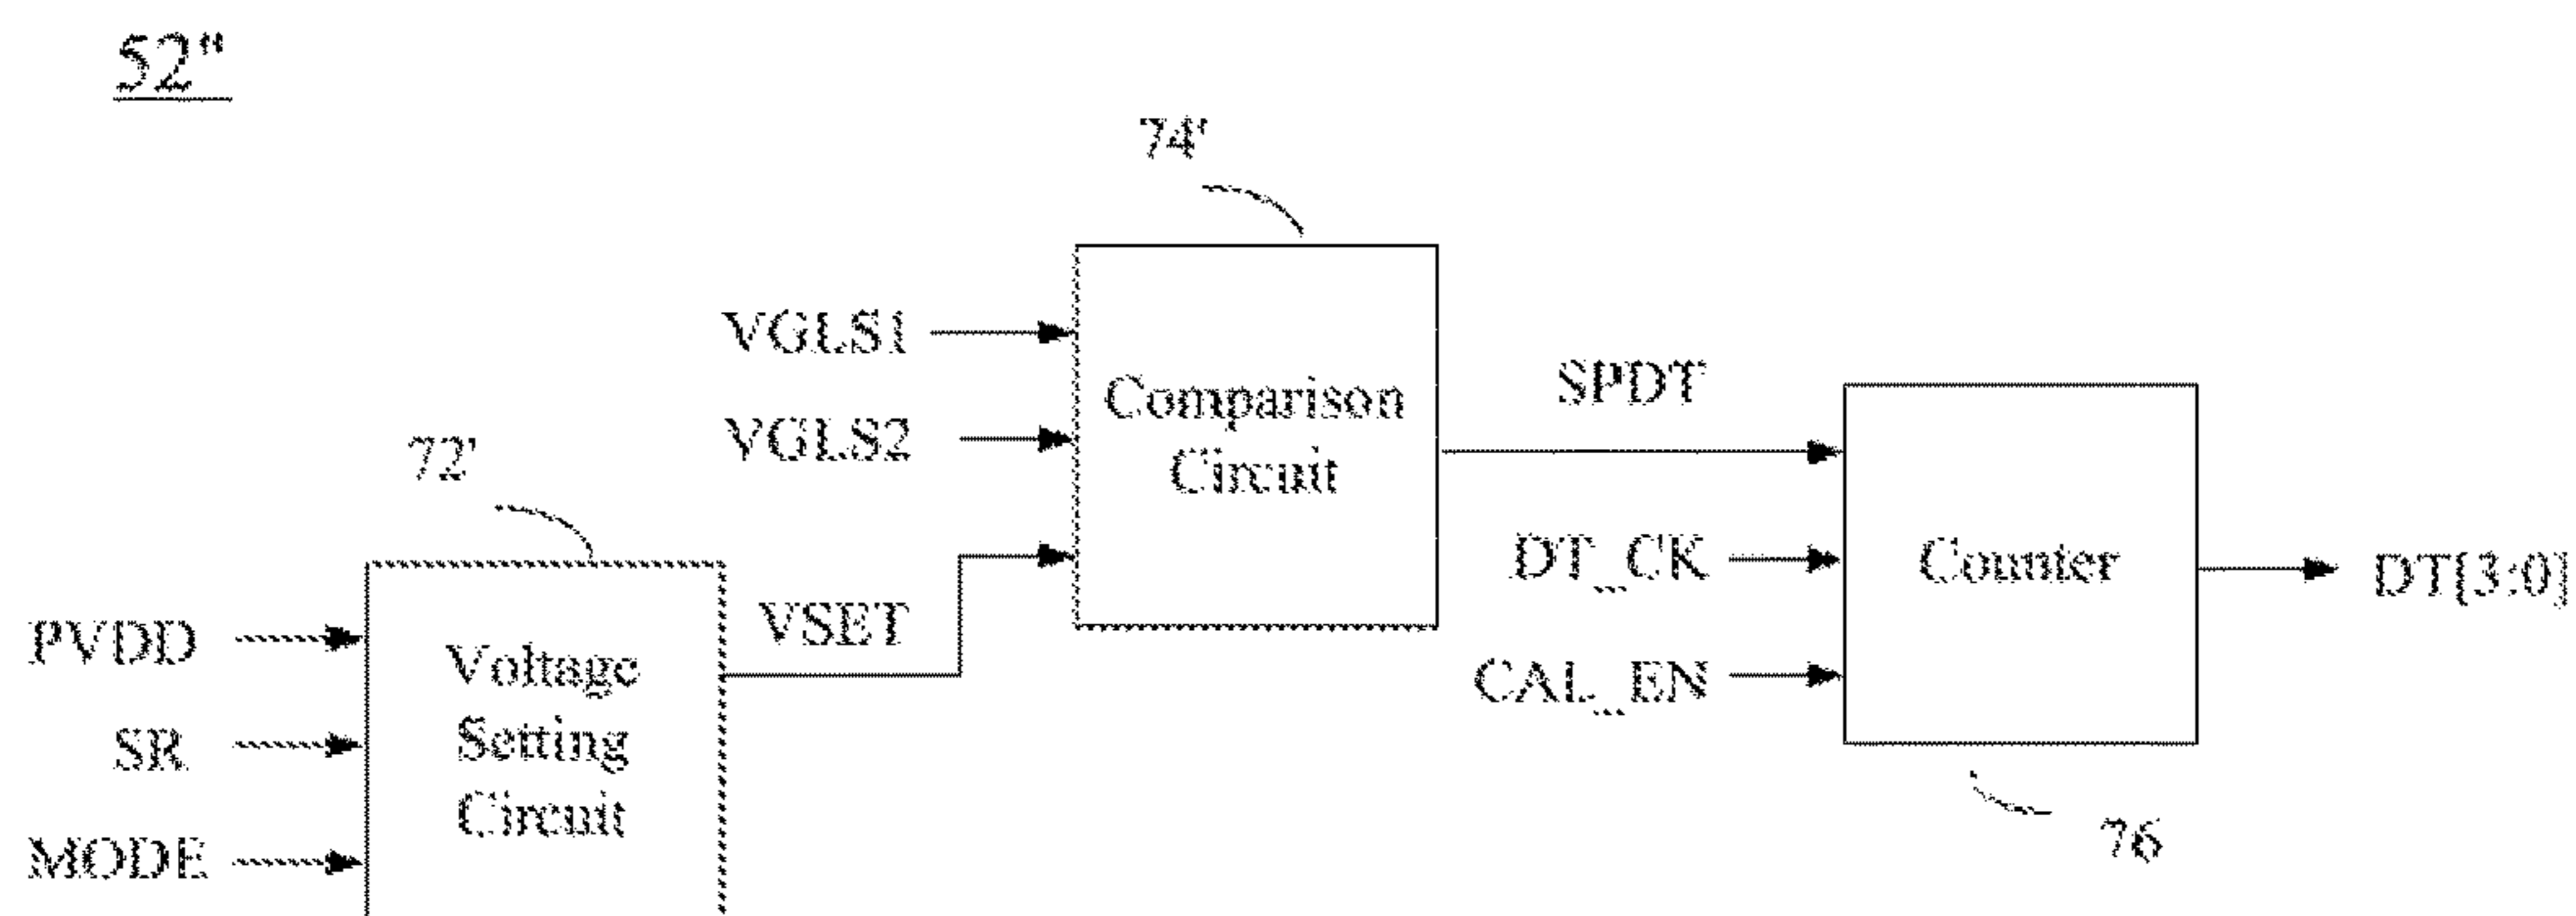 52"
74'
VGLS1
VGLS2
Comparison
Circuit
SPDT
DT_CK
CAL_EN
Counter
DT[3:0]
76
72'
PVDD
SR
MODE
Voltage
Setting
Circuit
VSET